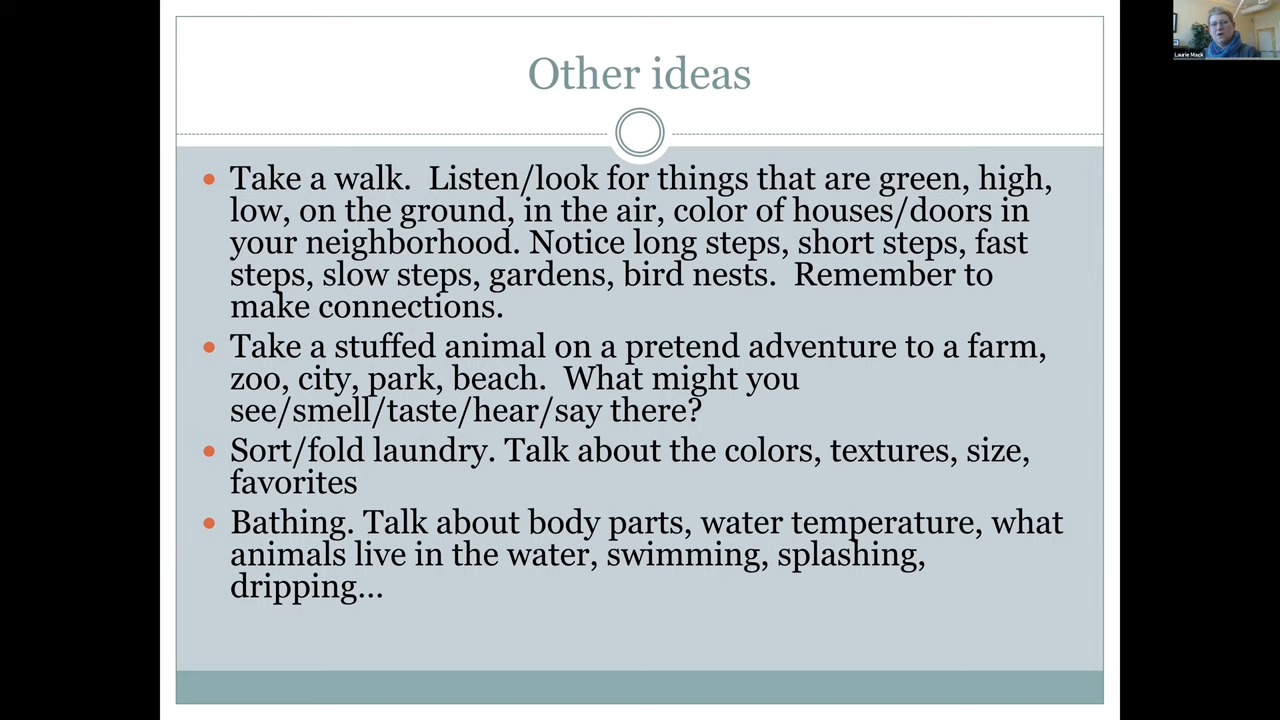 Other ideas
Take a walk.  Listen/look for things that are green, high,
low, on the ground, in the air, color of houses/doors in
your neighborhood. Notice long steps, short steps, fast
steps, slow steps, gardens, bird nests.  Remember to
make connections.
Take a stuffed animal on a pretend adventure to a farm,
zoo, city, park, beach.  What might you
see/smell/taste/hear/say there?
Sort/fold laundry. Talk about the colors, textures, size,
favorites
Bathing. Talk about body parts, water temperature, what
animals live in the water, swimming, splashing,
dripping…
Laurie Mack